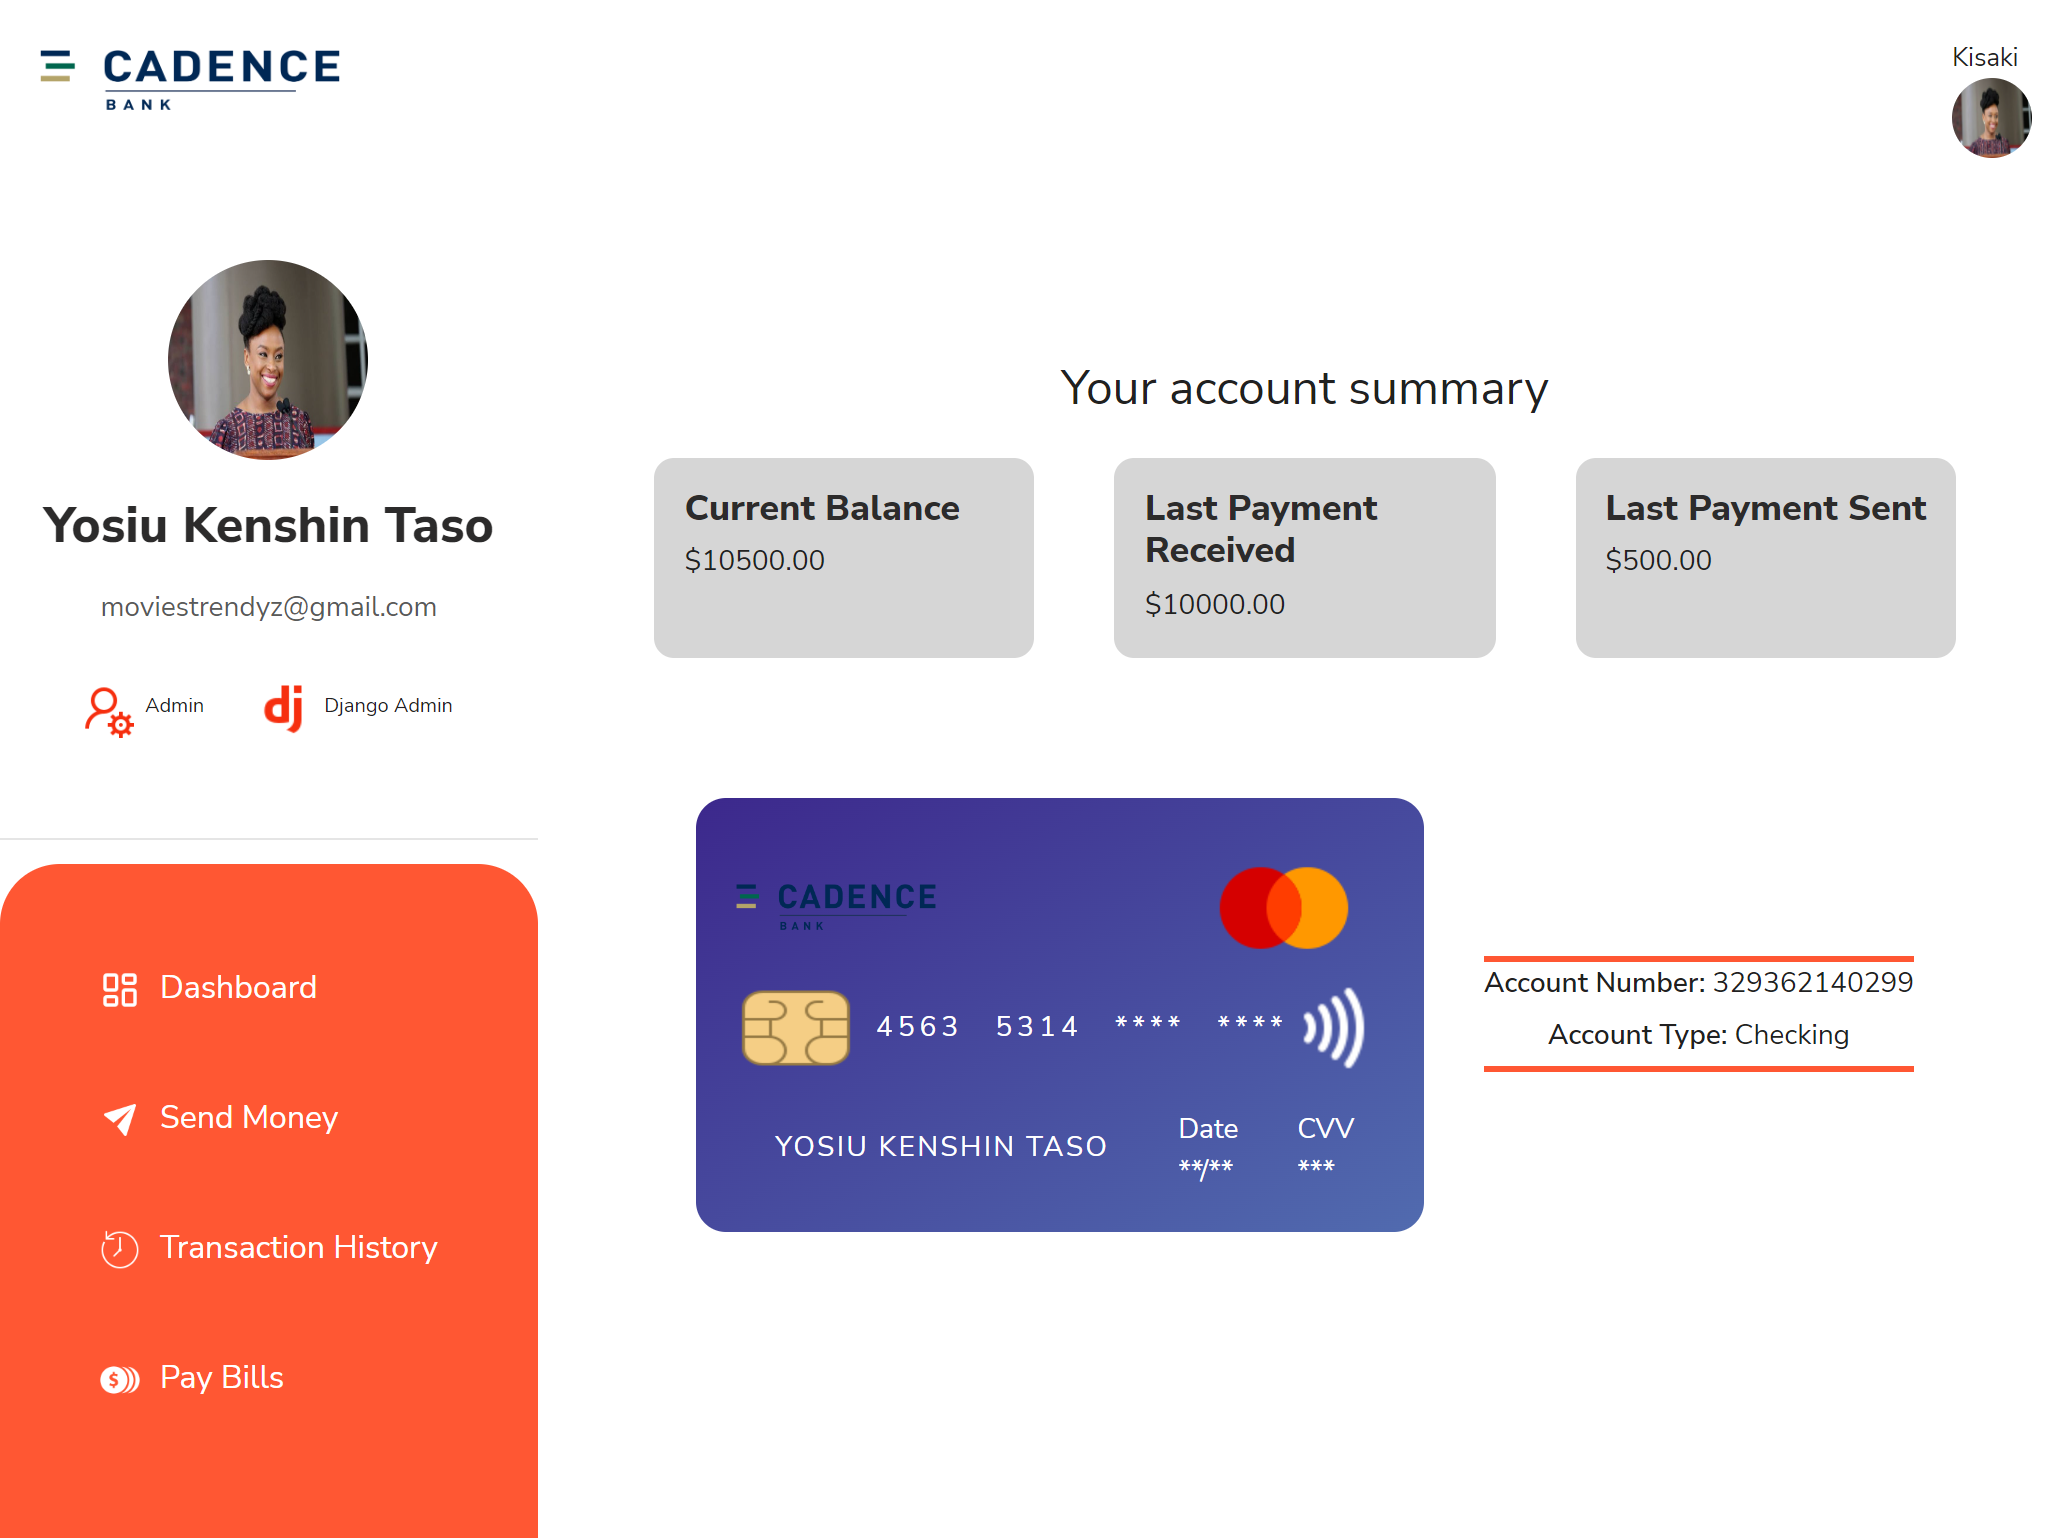 CADENCE
BANK
Kisaki
Yosiu Kenshin Taso
moviestrendyz@gmail.com
Admin
dj Django Admin
Dashboard
Send Money
Transaction History
$ Pay Bills
Your account summary
Current Balance
$10500.00
Last Payment
Received
$10000.00
Last Payment Sent
$500.00
CADENCE
BANK
4563 5314 **** ****
YOSIU KENSHIN TASO
Date
**/**
CVV
***
Account Number: 329362140299
Account Type: Checking